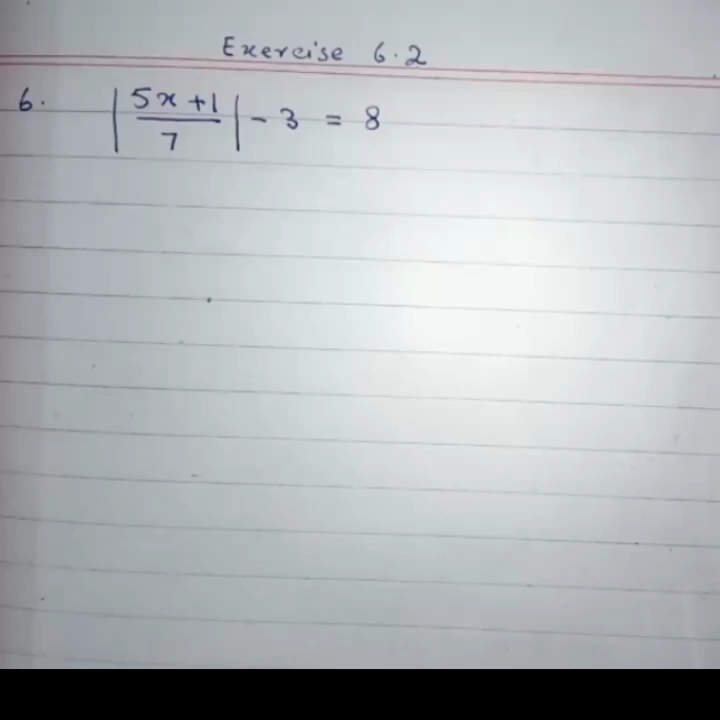 Exercise 6.2
6. | (5x + 1)/7 | - 3 = 8